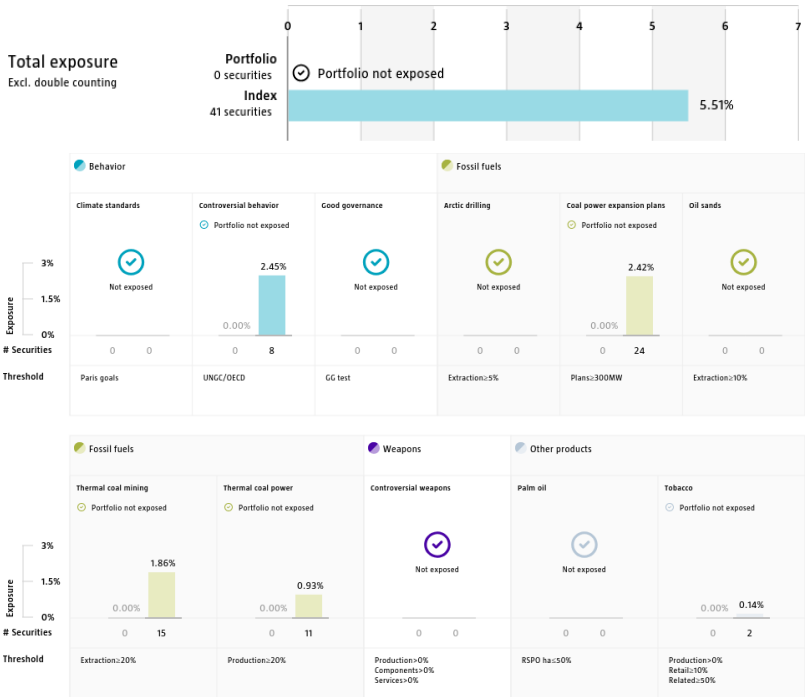 0 1 2 3 4 5 6 7
Total exposure
Excl. double counting
Portfolio
0 securities
Portfolio not exposed
Index
41 securities
5.51%
Behavior
Fossil fuels
Climate standards
Controversial behavior
Good governance
Arctic drilling
Coal power expansion plans
Oil sands
Portfolio not exposed
Portfolio not exposed
Not exposed
Not exposed
Not exposed
Not exposed
Exposure
3%
1.5%
0%
2.45%
0.00%
2.42%
0.00%
# Securities
0 0
0 8
0 0
0 0
0 24
0 0
Threshold
Paris goals
UNGC/OECD
GG test
Extraction≥5%
Plans≥300MW
Extraction≥10%
Fossil fuels
Weapons
Other products
Thermal coal mining
Thermal coal power
Controversial weapons
Palm oil
Tobacco
Portfolio not exposed
Portfolio not exposed
Portfolio not exposed
Not exposed
Not exposed
Exposure
3%
1.5%
0%
1.86%
0.00%
0.93%
0.00%
0.00% 0.14%
# Securities
0 15
0 11
0 0
0 0
0 2
Threshold
Extraction≥20%
Production≥20%
Production>0%
Components>0%
Services>0%
RSPO ha≤50%
Production>0%
Retail≥10%
Related≥50%